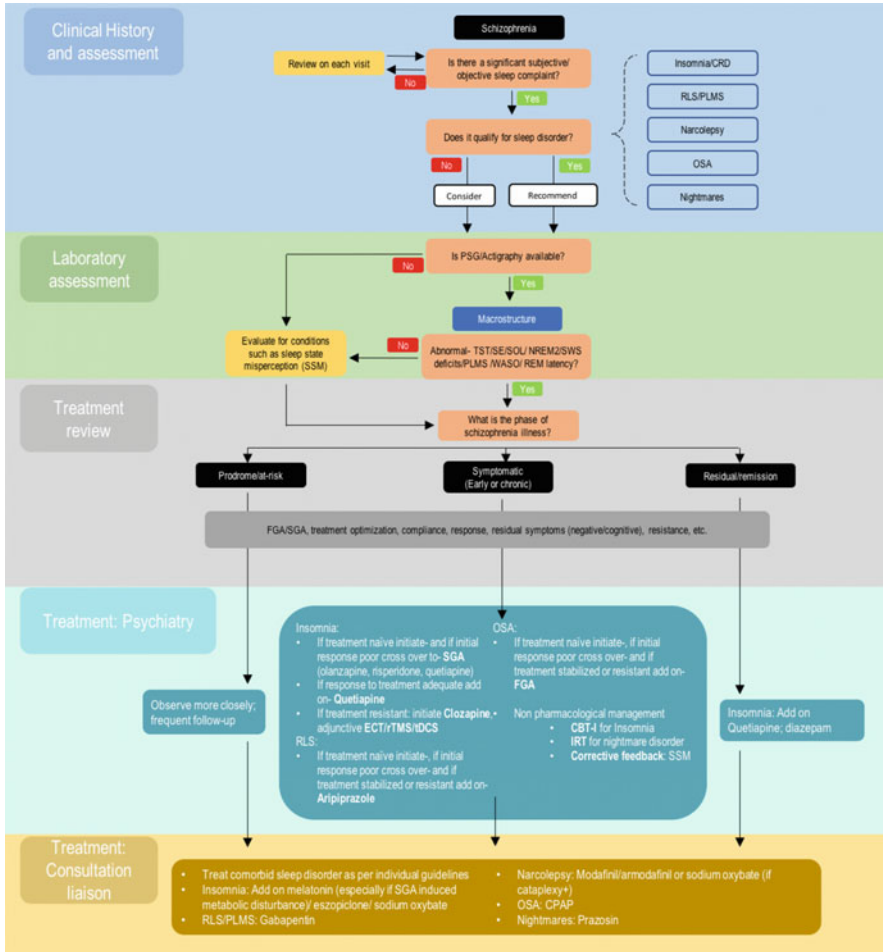 Clinical History
and assessment
Schizophrenia
Review on each visit
Is there a significant subjective/
objective sleep complaint?
No
Yes
Does it qualify for sleep disorder?
No
Yes
Consider
Recommend
Insomnia/CRD
RLS/PLMS
Narcolepsy
OSA
Nightmares
Laboratory
assessment
Is PSG/Actigraphy available?
No
Yes
Macrostructure
Evaluate for conditions
such as sleep state
misperception (SSM)
No
Abnormal- TST/SE/SOL/ NREM2/SWS
deficits/PLMS /WASO/ REM latency?
Yes
Treatment
review
What is the phase of
schizophrenia illness?
Prodrome/at-risk
Symptomatic
(Early or chronic)
Residual/remission
FGA/SGA, treatment optimization, compliance, response, residual symptoms (negative/cognitive), resistance, etc.
Treatment: Psychiatry
Observe more closely;
frequent follow-up
Insomnia:
• If treatment naïve initiate- and if initial
response poor cross over to- SGA
(olanzapine, risperidone, quetiapine)
• If response to treatment adequate add
on- Quetiapine
• If treatment resistant: initiate Clozapine,
adjunctive ECT/rTMS/tDCS
RLS:
• If treatment naïve initiate-, if initial
response poor cross over- and if
treatment stabilized or resistant add on-
Aripiprazole
OSA:
• If treatment naïve initiate-, if initial
response poor cross over- and if
treatment stabilized or resistant add on-
FGA
• Non pharmacological management
• CBT-I for Insomnia
• IRT for nightmare disorder
• Corrective feedback: SSM
Insomnia: Add on
Quetiapine; diazepam
Treatment:
Consultation
liaison
• Treat comorbid sleep disorder as per individual guidelines
• Insomnia: Add on melatonin (especially if SGA induced
metabolic disturbance)/ eszopiclone/ sodium oxybate
• RLS/PLMS: Gabapentin
• Narcolepsy: Modafinil/armodafinil or sodium oxybate (if
cataplexy+)
• OSA: CPAP
• Nightmares: Prazosin